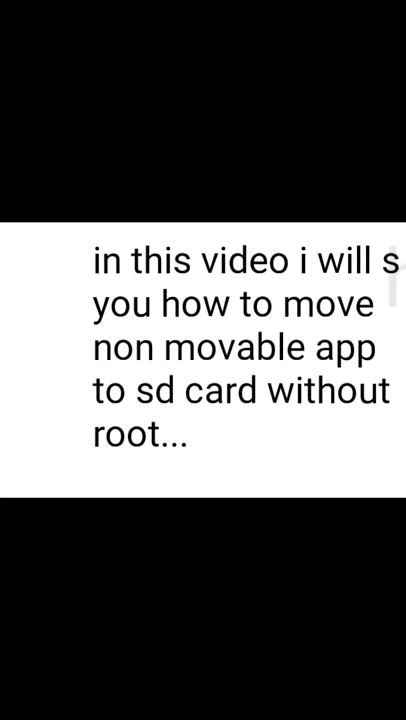 in this video i will s
you how to move
non movable app
to sd card without
root...